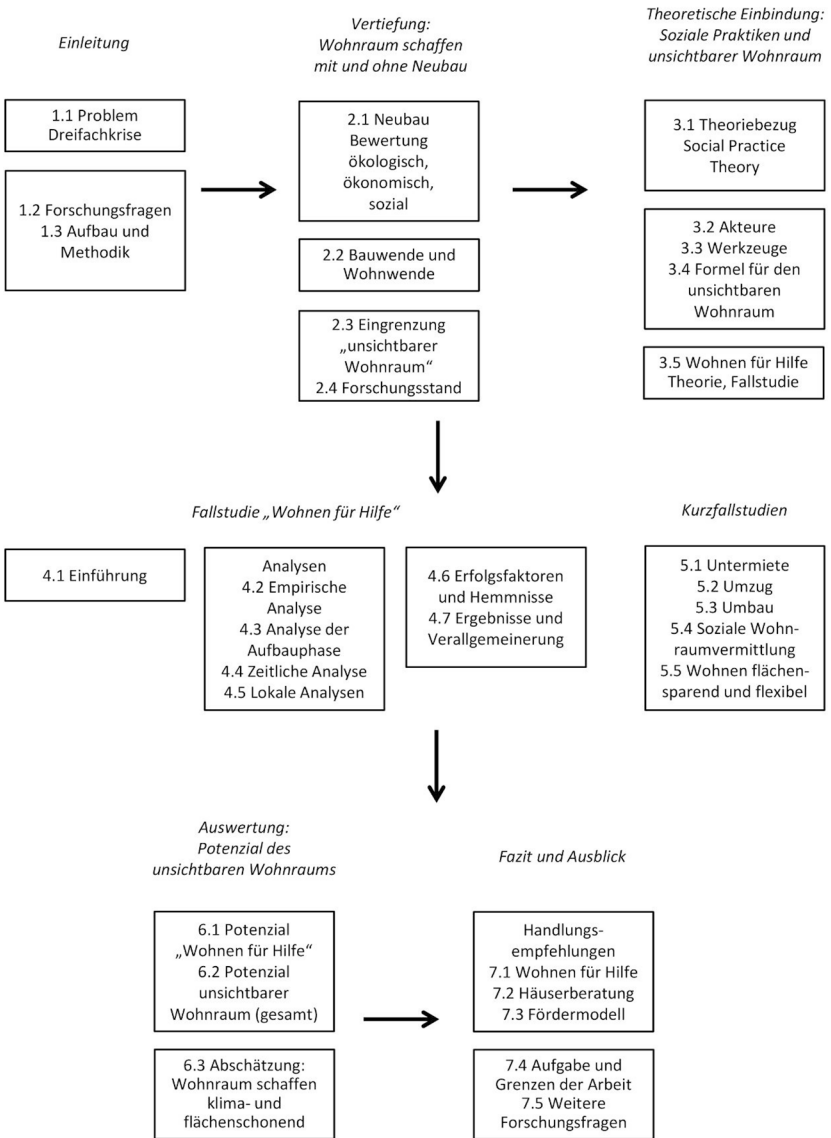 Einleitung
1.1 Problem
Dreifachkrise
1.2 Forschungsfragen
1.3 Aufbau und
Methodik
Vertiefung:
Wohnraum schaffen
mit und ohne Neubau
2.1 Neubau
Bewertung
ökologisch,
ökonomisch,
sozial
2.2 Bauwende und
Wohnwende
2.3 Eingrenzung
„unsichtbarer
Wohnraum“
2.4 Forschungsstand
Theoretische Einbindung:
Soziale Praktiken und
unsichtbarer Wohnraum
3.1 Theoriebezug
Social Practice
Theory
3.2 Akteure
3.3 Werkzeuge
3.4 Formel für den
unsichtbaren
Wohnraum
3.5 Wohnen für Hilfe
Theorie, Fallstudie
Fallstudie „Wohnen für Hilfe“
4.1 Einführung
Analysen
4.2 Empirische
Analyse
4.3 Analyse der
Aufbauphase
4.4 Zeitliche Analyse
4.5 Lokale Analysen
4.6 Erfolgsfaktoren
und Hemmnisse
4.7 Ergebnisse und
Verallgemeinerung
Kurzfallstudien
5.1 Untermiete
5.2 Umzug
5.3 Umbau
5.4 Soziale Wohn-
raumvermittlung
5.5 Wohnen flächen-
sparend und flexibel
Auswertung:
Potenzial des
unsichtbaren Wohnraums
6.1 Potenzial
„Wohnen für Hilfe“
6.2 Potenzial
unsichtbarer
Wohnraum (gesamt)
6.3 Abschätzung:
Wohnraum schaffen
klima- und
flächenschonend
Fazit und Ausblick
Handlungs-
empfehlungen
7.1 Wohnen für Hilfe
7.2 Häuserberatung
7.3 Fördermodell
7.4 Aufgabe und
Grenzen der Arbeit
7.5 Weitere
Forschungsfragen